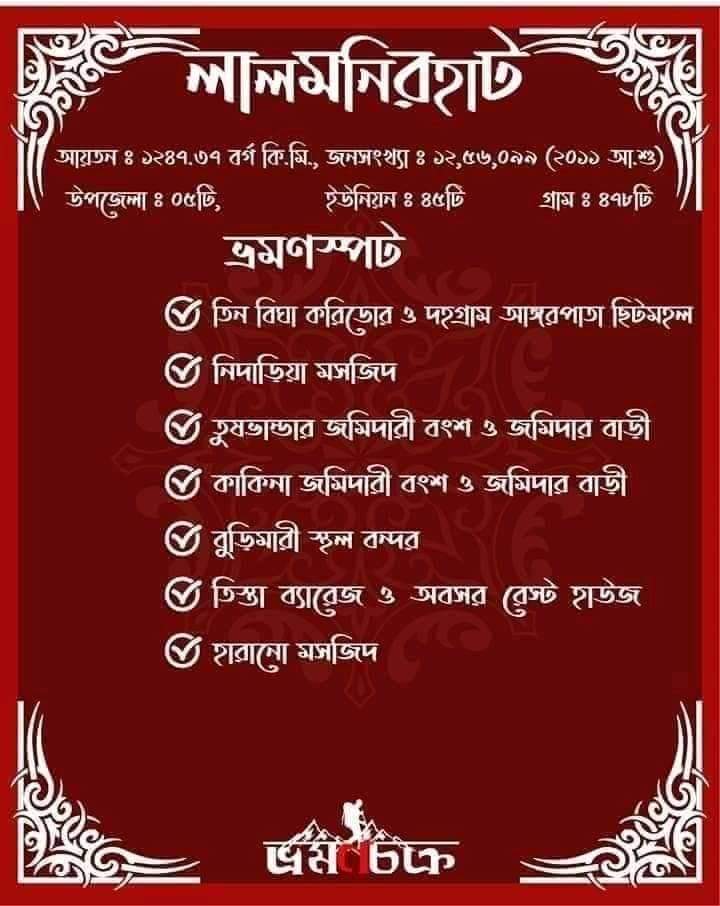 লালমনিরহাট
আয়তন ঃ ১২৪৭.৩৭ বর্গ কি.মি., জনসংখ্যা ঃ ১২,৫৬,০৯৯ (২০১১ আ.শু)
উপজেলা ঃ ০৫টি, ইউনিয়ন ঃ ৪৫টি গ্রাম ঃ ৪৭৮টি
ভ্রমণস্পট
তিন বিঘা করিডোর ও দহগ্রাম আঙ্গরপাতা ছিটমহল
নিদাড়িয়া মসজিদ
তুষভান্ডার জমিদারী বংশ ও জমিদার বাড়ী
কাকিনা জমিদারী বংশ ও জমিদার বাড়ী
বুড়িমারী স্থল বন্দর
তিস্তা ব্যারেজ ও অবসর রেস্ট হাউজ
হারানো মসজিদ
ভ্রমণচক্র